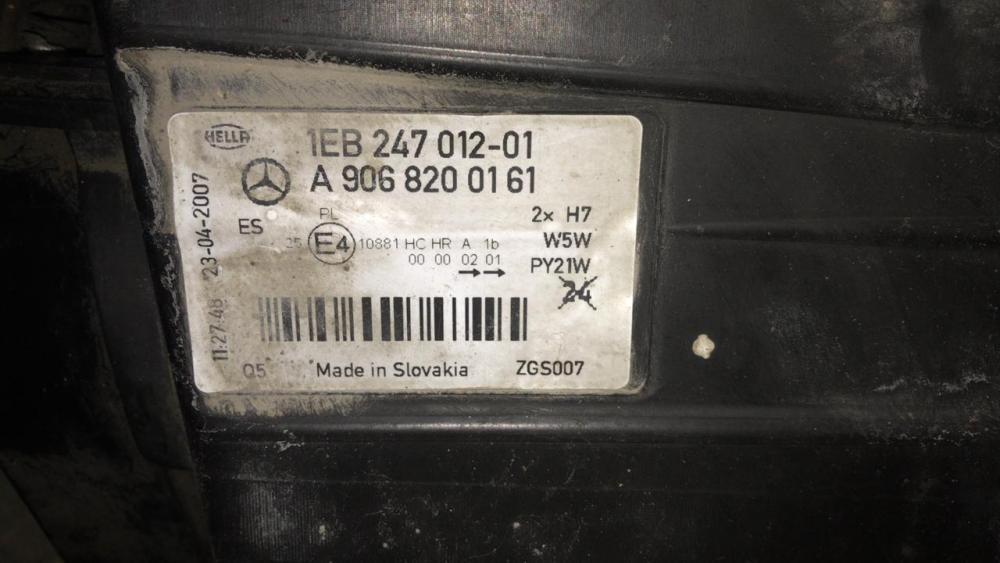 HELLA
1EB 247 012-01
A 906 820 01 61
ES
PL
2x H7
E4 10881 HC HR A 1b
W5W
00 00 02 01
PY21W
24
Q5
Made in Slovakia
ZGS007
11:27:48 23-04-2007